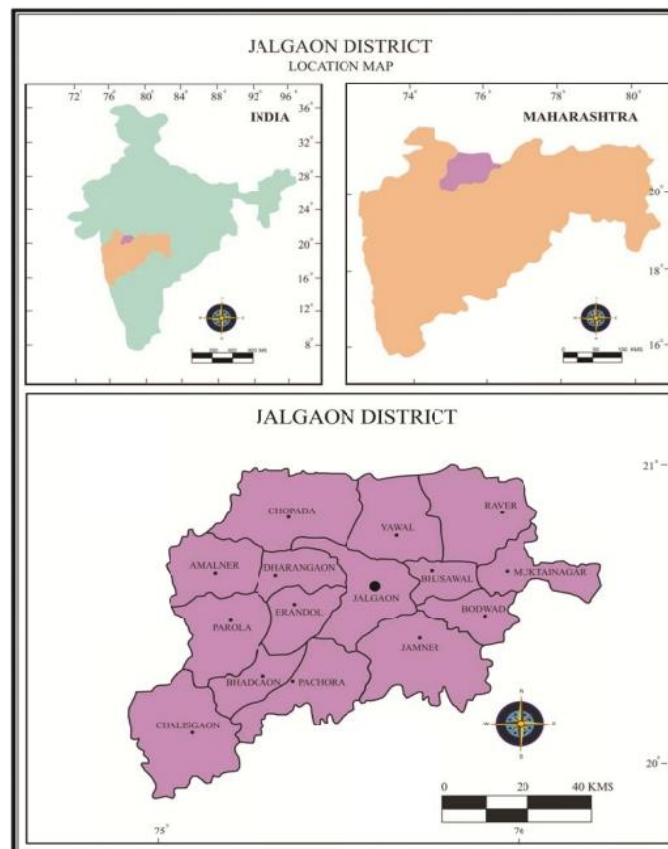 JALGAON DISTRICT
LOCATION MAP
72 76 78 84 88 92 96
INDIA
36°
32°
28°
24°
20°
16°
12°
8°
74 76 78 80
MAHARASHTRA
20°
18°
16°
JALGAON DISTRICT
21°
CHOPADA
YAWAL
RAVER
AMALNER
DHARANGAON
BHUSAWAL
MUKTAINAGAR
JALGAON
ERANDOL
BODWAD
PAROLA
JAMNER
BHADGAON
PACHORA
CHALISGAON
N
W
E
S
20°
0 20 40 KMS
75°